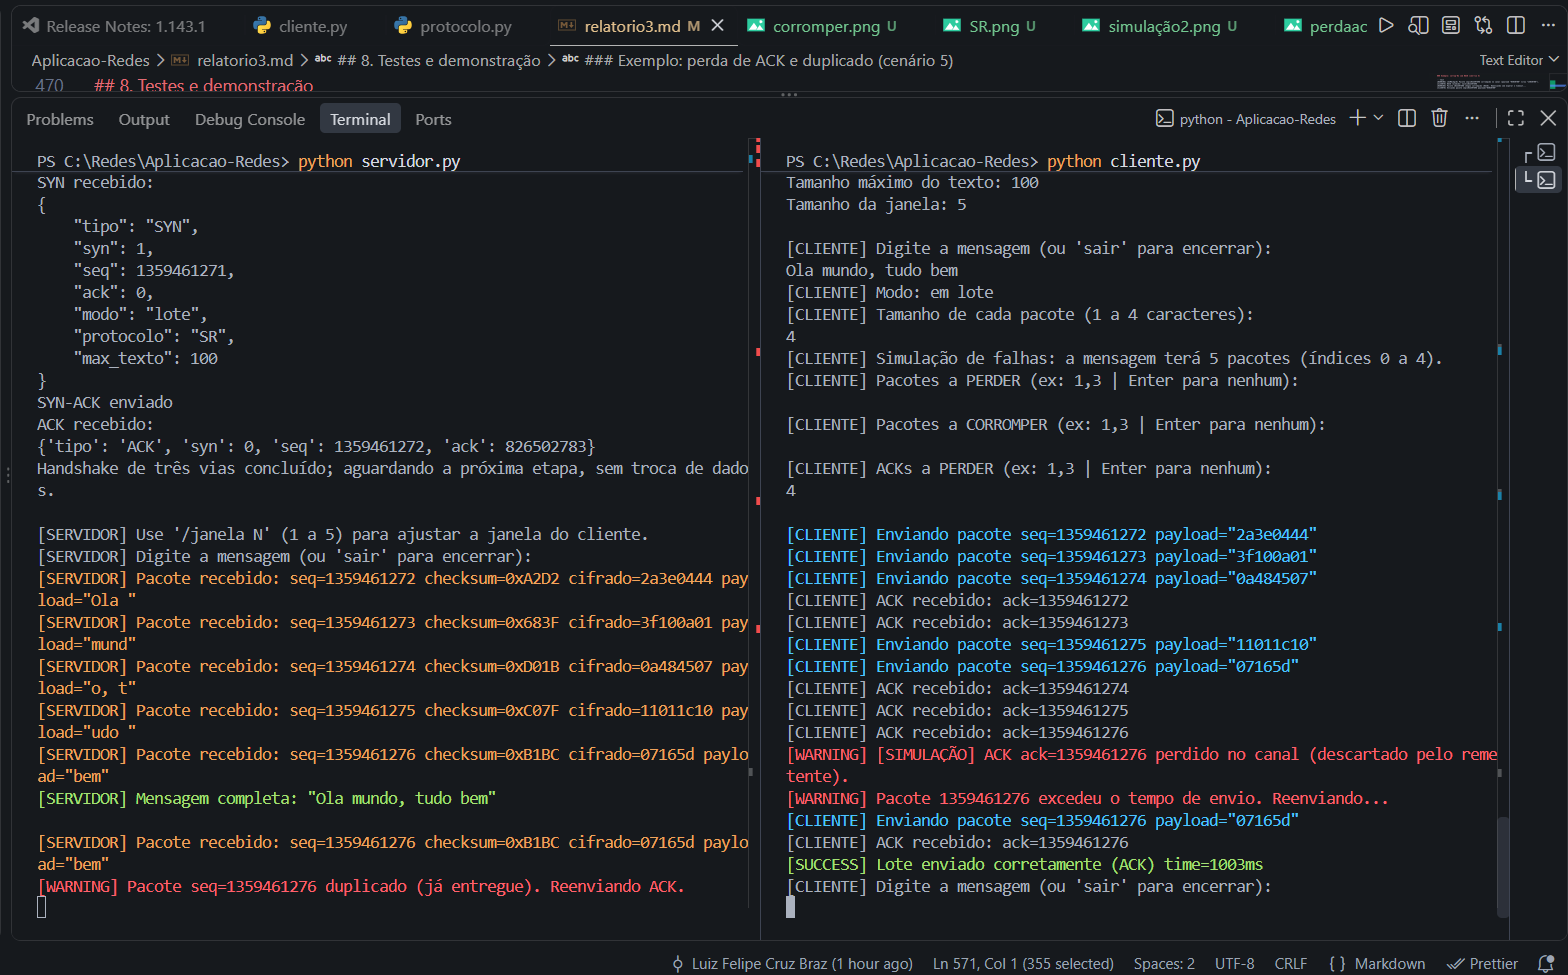 Release Notes: 1.143.1
cliente.py
protocolo.py
relatorio3.md M
corromper.png U
SR.png U
simulação2.png U
perdaac
Aplicacao-Redes > relatorio3.md > ## 8. Testes e demonstração > ### Exemplo: perda de ACK e duplicado (cenário 5)
Text Editor
470 ## 8. Testes e demonstração
Problems Output Debug Console Terminal Ports
python - Aplicacao-Redes
PS C:\Redes\Aplicacao-Redes> python servidor.py
SYN recebido:
{
"tipo": "SYN",
"syn": 1,
"seq": 1359461271,
"ack": 0,
"modo": "lote",
"protocolo": "SR",
"max_texto": 100
}
SYN-ACK enviado
ACK recebido:
{'tipo': 'ACK', 'syn': 0, 'seq': 1359461272, 'ack': 826502783}
Handshake de três vias concluído; aguardando a próxima etapa, sem troca de dado
s.
[SERVIDOR] Use '/janela N' (1 a 5) para ajustar a janela do cliente.
[SERVIDOR] Digite a mensagem (ou 'sair' para encerrar):
[SERVIDOR] Pacote recebido: seq=1359461272 checksum=0xA2D2 cifrado=2a3e0444 pay
load="Ola "
[SERVIDOR] Pacote recebido: seq=1359461273 checksum=0x683F cifrado=3f100a01 pay
load="mund"
[SERVIDOR] Pacote recebido: seq=1359461274 checksum=0xD01B cifrado=0a484507 pay
load="o, t"
[SERVIDOR] Pacote recebido: seq=1359461275 checksum=0xC07F cifrado=11011c10 pay
load="udo "
[SERVIDOR] Pacote recebido: seq=1359461276 checksum=0xB1BC cifrado=07165d paylo
ad="bem"
[SERVIDOR] Mensagem completa: "Ola mundo, tudo bem"
[SERVIDOR] Pacote recebido: seq=1359461276 checksum=0xB1BC cifrado=07165d paylo
ad="bem"
[WARNING] Pacote seq=1359461276 duplicado (já entregue). Reenviando ACK.
PS C:\Redes\Aplicacao-Redes> python cliente.py
Tamanho máximo do texto: 100
Tamanho da janela: 5
[CLIENTE] Digite a mensagem (ou 'sair' para encerrar):
Ola mundo, tudo bem
[CLIENTE] Modo: em lote
[CLIENTE] Tamanho de cada pacote (1 a 4 caracteres):
4
[CLIENTE] Simulação de falhas: a mensagem terá 5 pacotes (índices 0 a 4).
[CLIENTE] Pacotes a PERDER (ex: 1,3 | Enter para nenhum):
[CLIENTE] Pacotes a CORROMPER (ex: 1,3 | Enter para nenhum):
[CLIENTE] ACKs a PERDER (ex: 1,3 | Enter para nenhum):
4
[CLIENTE] Enviando pacote seq=1359461272 payload="2a3e0444"
[CLIENTE] Enviando pacote seq=1359461273 payload="3f100a01"
[CLIENTE] Enviando pacote seq=1359461274 payload="0a484507"
[CLIENTE] ACK recebido: ack=1359461272
[CLIENTE] ACK recebido: ack=1359461273
[CLIENTE] Enviando pacote seq=1359461275 payload="11011c10"
[CLIENTE] Enviando pacote seq=1359461276 payload="07165d"
[CLIENTE] ACK recebido: ack=1359461274
[CLIENTE] ACK recebido: ack=1359461275
[CLIENTE] ACK recebido: ack=1359461276
[WARNING] [SIMULAÇÃO] ACK ack=1359461276 perdido no canal (descartado pelo reme
tente).
[WARNING] Pacote 1359461276 excedeu o tempo de envio. Reenviando...
[CLIENTE] Enviando pacote seq=1359461276 payload="07165d"
[CLIENTE] ACK recebido: ack=1359461276
[SUCCESS] Lote enviado corretamente (ACK) time=1003ms
[CLIENTE] Digite a mensagem (ou 'sair' para encerrar):
Luiz Felipe Cruz Braz (1 hour ago) Ln 571, Col 1 (355 selected) Spaces: 2 UTF-8 CRLF { } Markdown Prettier